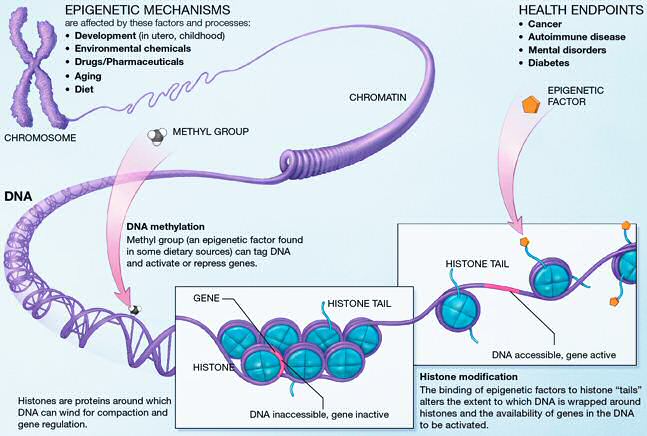 EPIGENETIC MECHANISMS
are affected by these factors and processes:
• Development (in utero, childhood)
• Environmental chemicals
• Drugs/Pharmaceuticals
• Aging
• Diet
HEALTH ENDPOINTS
• Cancer
• Autoimmune disease
• Mental disorders
• Diabetes
EPIGENETIC
FACTOR
CHROMATIN
CHROMOSOME
METHYL GROUP
DNA
DNA methylation
Methyl group (an epigenetic factor found
in some dietary sources) can tag DNA
and activate or repress genes.
HISTONE TAIL
DNA accessible, gene active
GENE
HISTONE TAIL
HISTONE
DNA inaccessible, gene inactive
Histones are proteins around which
DNA can wind for compaction and
gene regulation.
Histone modification
The binding of epigenetic factors to histone “tails”
alters the extent to which DNA is wrapped around
histones and the availability of genes in the DNA
to be activated.